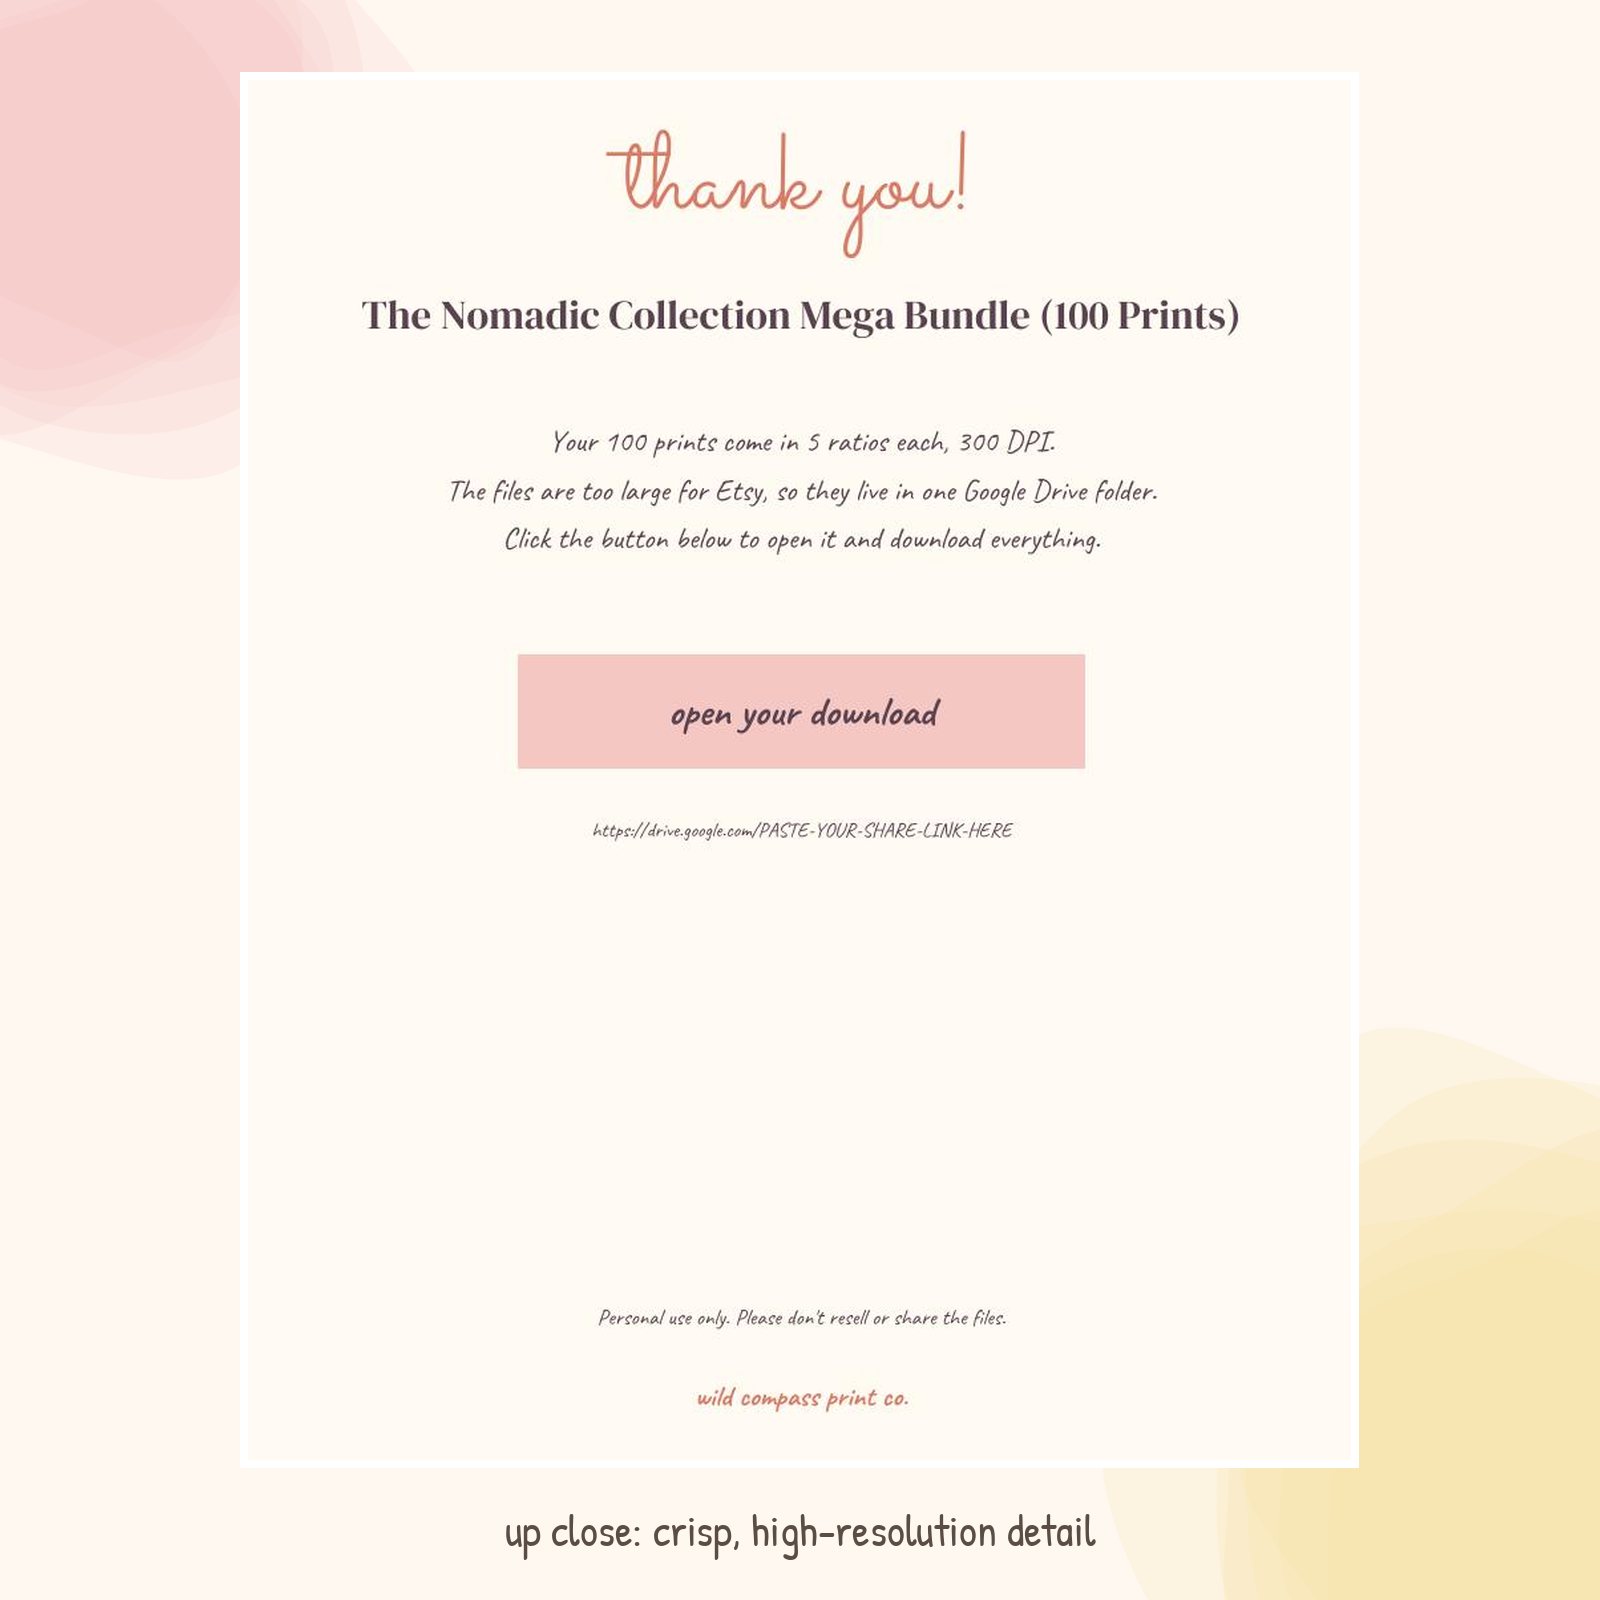 thank you!
The Nomadic Collection Mega Bundle (100 Prints)
Your 100 prints come in 5 ratios each, 300 DPI.
The files are too large for Etsy, so they live in one Google Drive folder.
Click the button below to open it and download everything.
open your download
https://drive.google.com/PASTE-YOUR-SHARE-LINK-HERE
Personal use only. Please don't resell or share the files.
wild compass print co.
up close: crisp, high-resolution detail